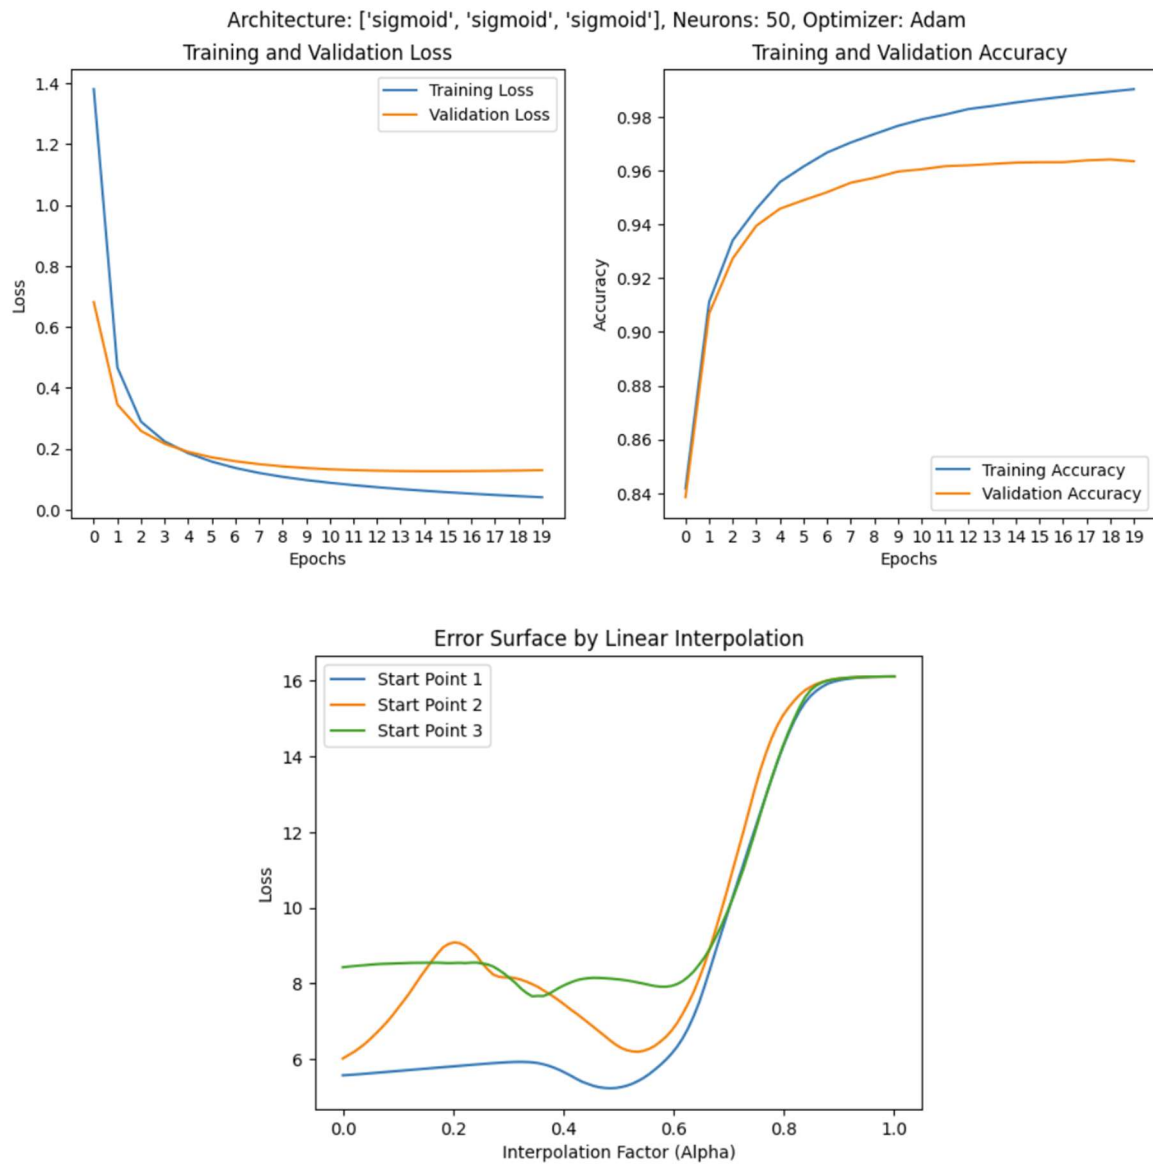 Architecture: ['sigmoid', 'sigmoid', 'sigmoid'], Neurons: 50, Optimizer: Adam
Training and Validation Loss
1.4
1.2
1.0
0.8
0.6
0.4
0.2
0.0
Loss
Training Loss
Validation Loss
0 1 2 3 4 5 6 7 8 9 10 11 12 13 14 15 16 17 18 19
Epochs
Training and Validation Accuracy
0.98
0.96
0.94
0.92
0.90
0.88
0.86
0.84
Accuracy
Training Accuracy
Validation Accuracy
0 1 2 3 4 5 6 7 8 9 10 11 12 13 14 15 16 17 18 19
Epochs
Error Surface by Linear Interpolation
Start Point 1
Start Point 2
Start Point 3
16
14
12
10
8
6
Loss
0.0 0.2 0.4 0.6 0.8 1.0
Interpolation Factor (Alpha)